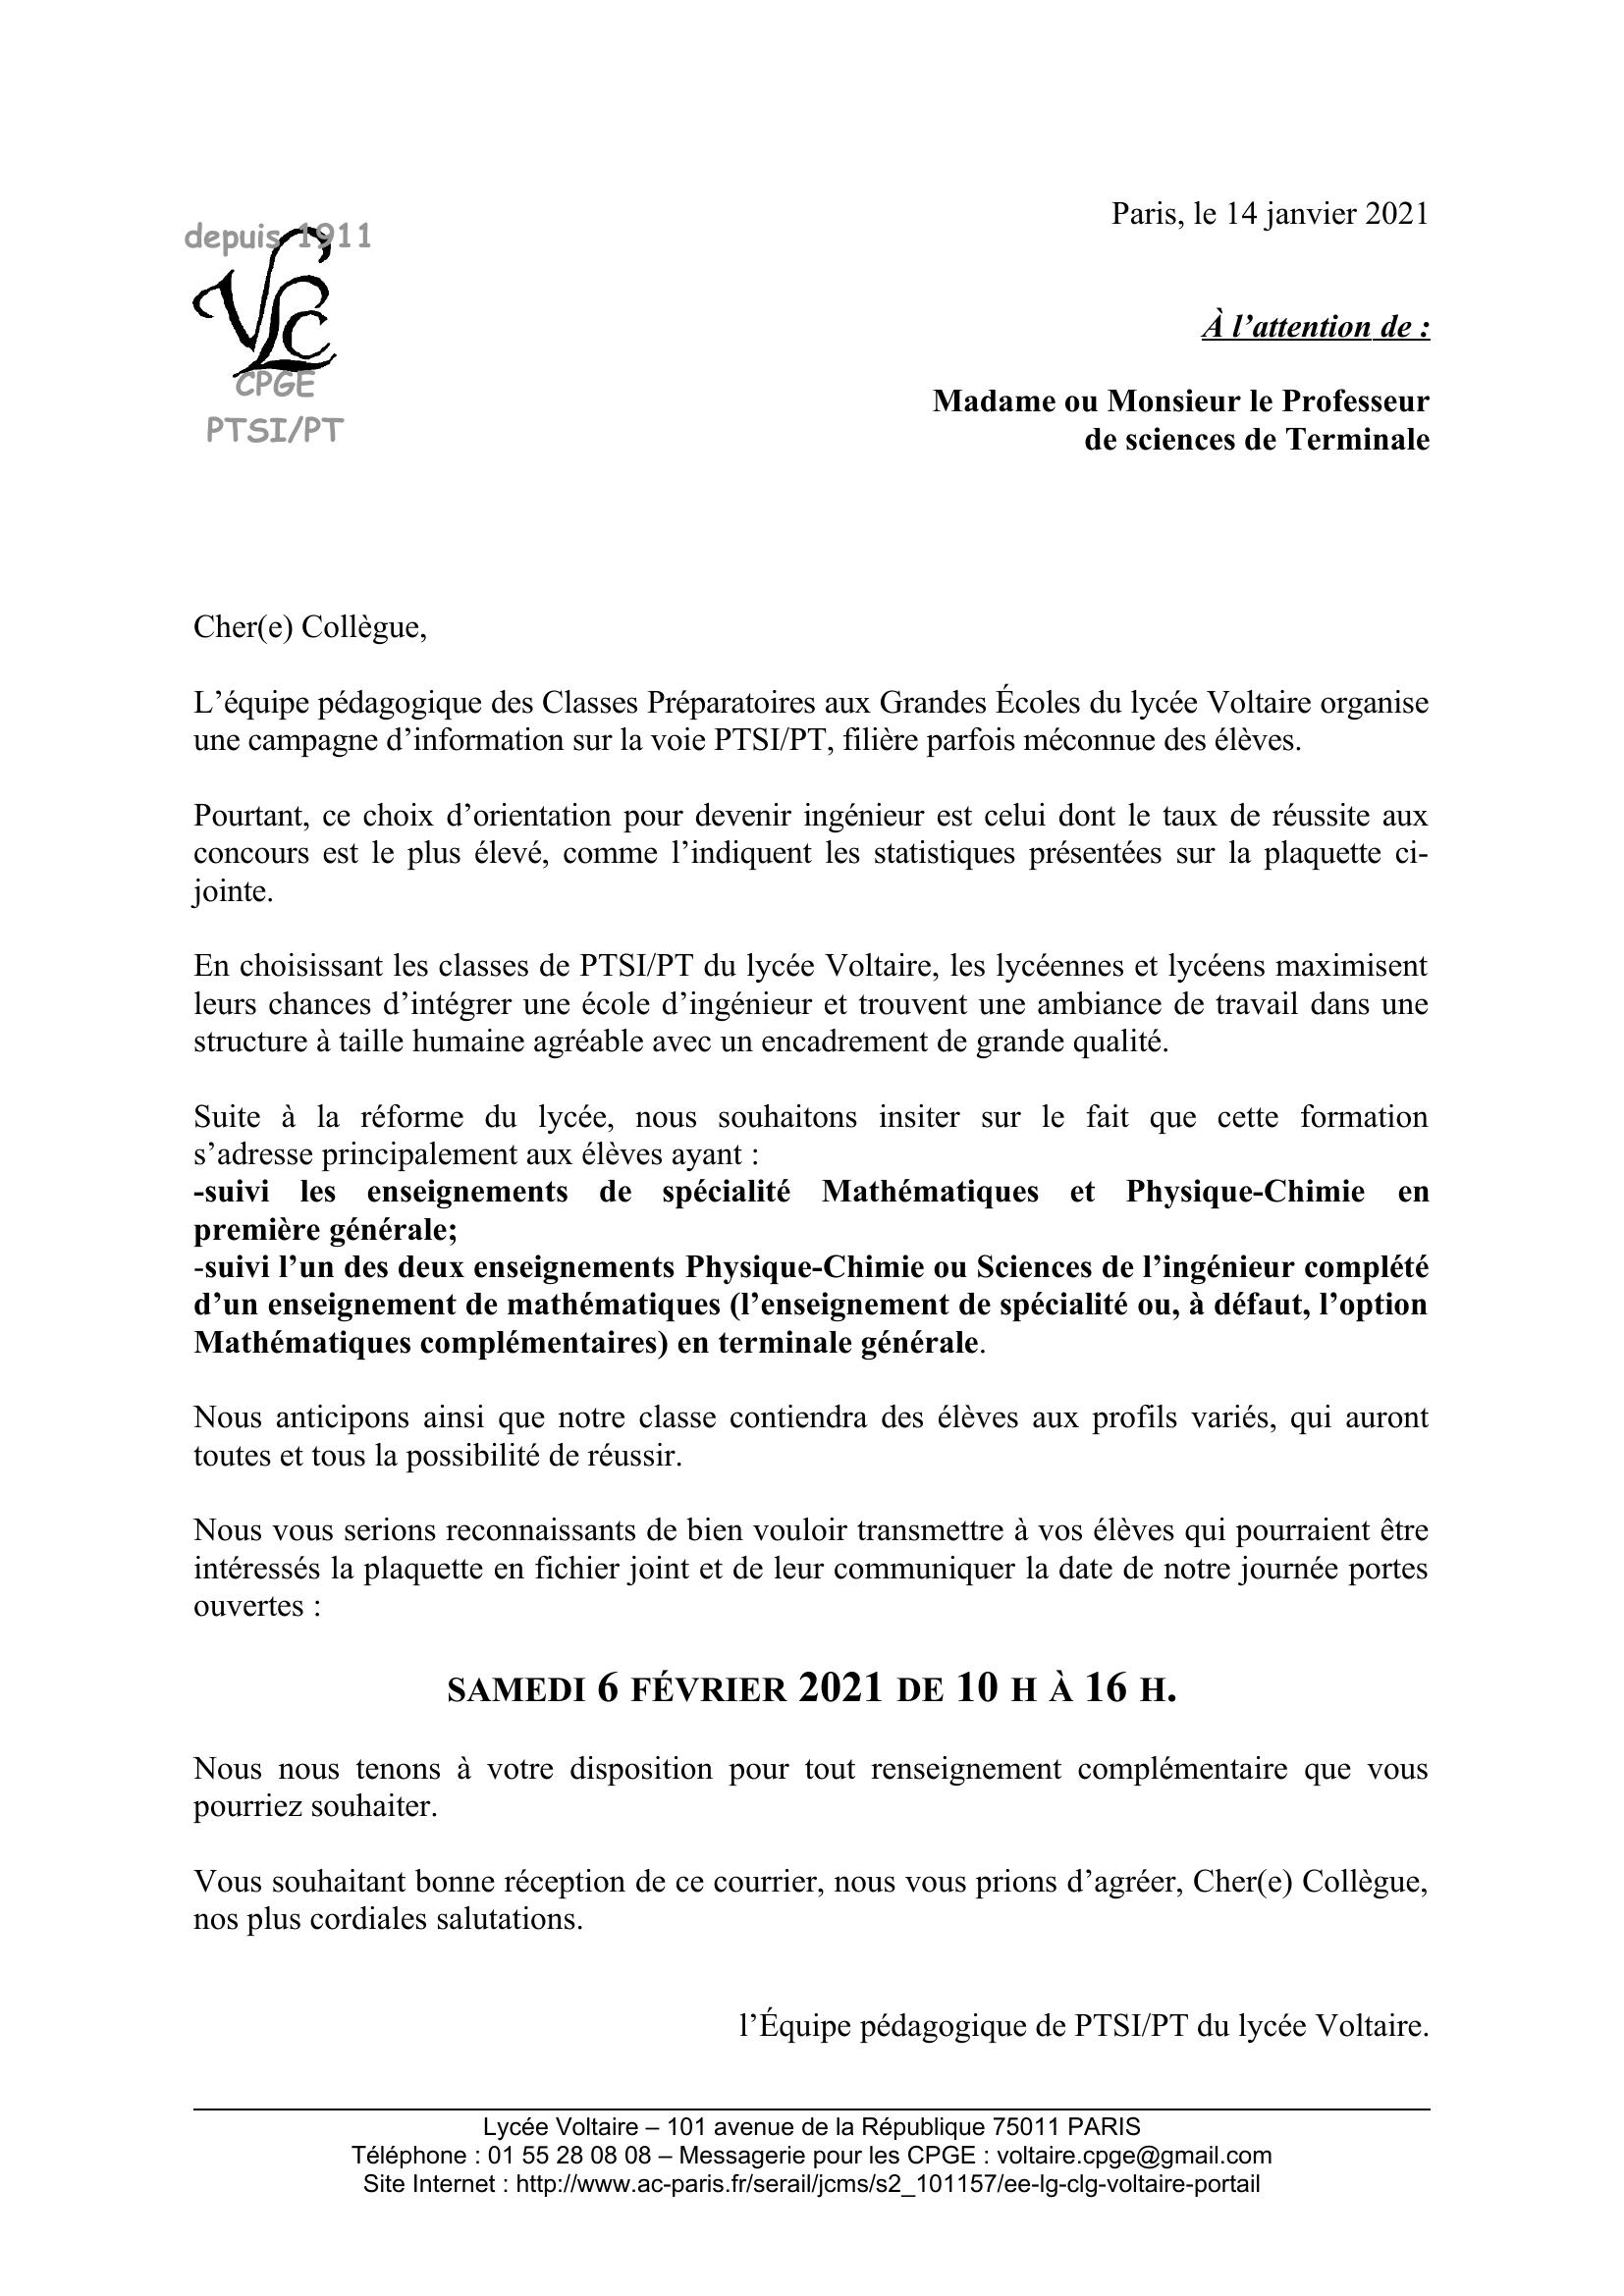 Paris, le 14 janvier 2021
depuis 1911
VLC
CPGE
PTSI/PT
À l’attention de :
Madame ou Monsieur le Professeur
de sciences de Terminale
Cher(e) Collègue,
L’équipe pédagogique des Classes Préparatoires aux Grandes Écoles du lycée Voltaire organise
une campagne d’information sur la voie PTSI/PT, filière parfois méconnue des élèves.
Pourtant, ce choix d’orientation pour devenir ingénieur est celui dont le taux de réussite aux
concours est le plus élevé, comme l’indiquent les statistiques présentées sur la plaquette ci-
jointe.
En choisissant les classes de PTSI/PT du lycée Voltaire, les lycéennes et lycéens maximisent
leurs chances d’intégrer une école d’ingénieur et trouvent une ambiance de travail dans une
structure à taille humaine agréable avec un encadrement de grande qualité.
Suite à la réforme du lycée, nous souhaitons insiter sur le fait que cette formation
s’adresse principalement aux élèves ayant :
-suivi les enseignements de spécialité Mathématiques et Physique-Chimie en
première générale;
-suivi l’un des deux enseignements Physique-Chimie ou Sciences de l’ingénieur complété
d’un enseignement de mathématiques (l’enseignement de spécialité ou, à défaut, l’option
Mathématiques complémentaires) en terminale générale.
Nous anticipons ainsi que notre classe contiendra des élèves aux profils variés, qui auront
toutes et tous la possibilité de réussir.
Nous vous serions reconnaissants de bien vouloir transmettre à vos élèves qui pourraient être
intéressés la plaquette en fichier joint et de leur communiquer la date de notre journée portes
ouvertes :
SAMEDI 6 FÉVRIER 2021 DE 10 H À 16 H.
Nous nous tenons à votre disposition pour tout renseignement complémentaire que vous
pourriez souhaiter.
Vous souhaitant bonne réception de ce courrier, nous vous prions d’agréer, Cher(e) Collègue,
nos plus cordiales salutations.
l’Équipe pédagogique de PTSI/PT du lycée Voltaire.
Lycée Voltaire – 101 avenue de la République 75011 PARIS
Téléphone : 01 55 28 08 08 – Messagerie pour les CPGE : voltaire.cpge@gmail.com
Site Internet : http://www.ac-paris.fr/serail/jcms/s2_101157/ee-lg-clg-voltaire-portail